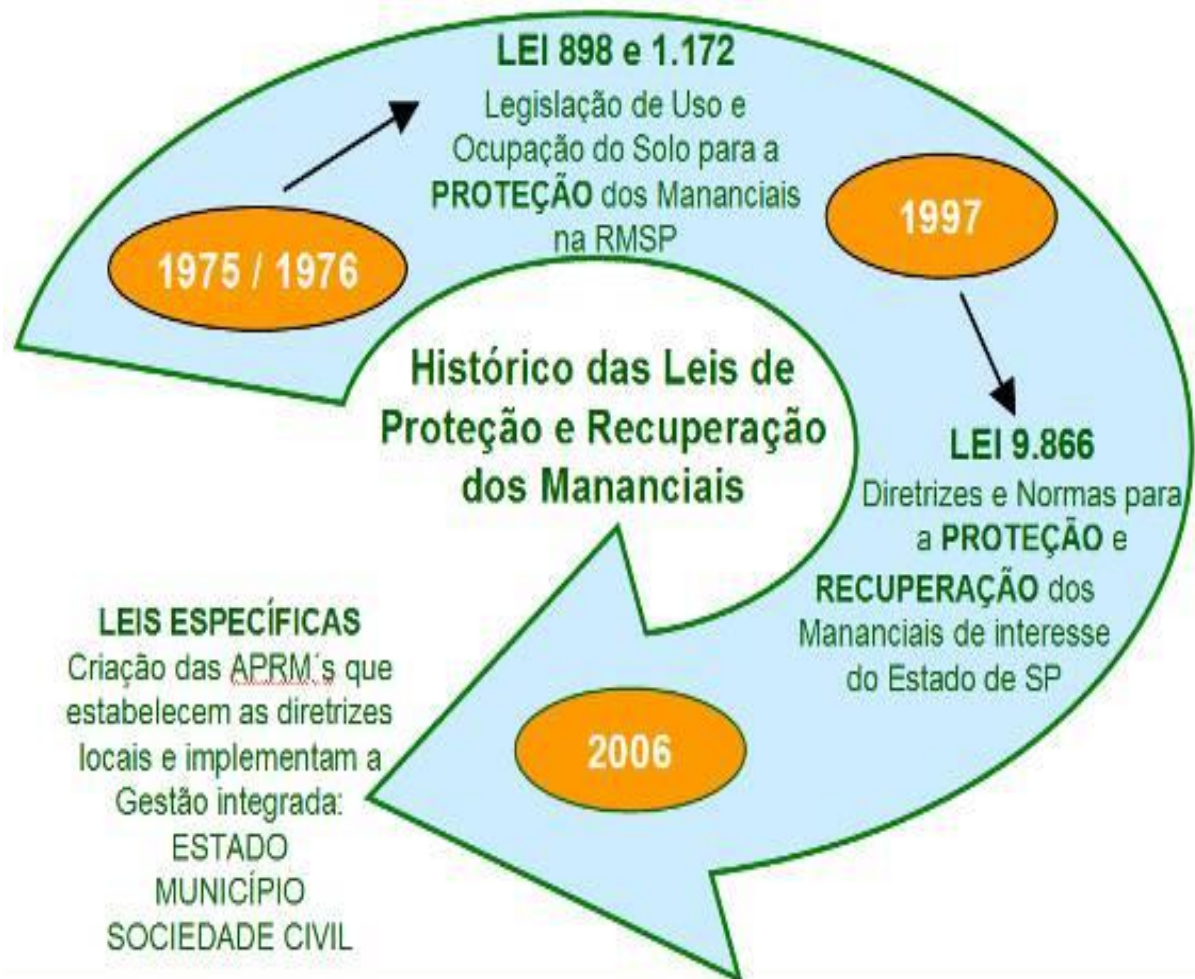 LEI 898 e 1.172
Legislação de Uso e
Ocupação do Solo para a
PROTEÇÃO dos Mananciais
na RMSP
1975 / 1976
1997
Histórico das Leis de
Proteção e Recuperação
dos Mananciais
LEI 9.866
Diretrizes e Normas para
a PROTEÇÃO e
RECUPERAÇÃO dos
Mananciais de interesse
do Estado de SP
2006
LEIS ESPECÍFICAS
Criação das APRM´s que
estabelecem as diretrizes
locais e implementam a
Gestão integrada:
ESTADO
MUNICÍPIO
SOCIEDADE CIVIL